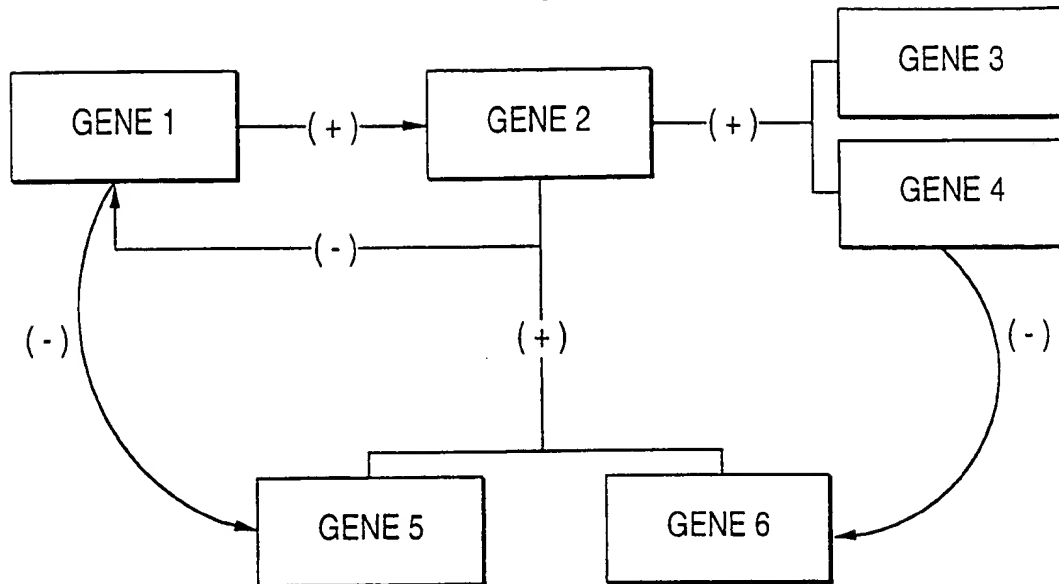 GENE 3
GENE 1
(+)
GENE 2
(+)
GENE 4
(-)
(-)
(+)
(-)
GENE 5
GENE 6